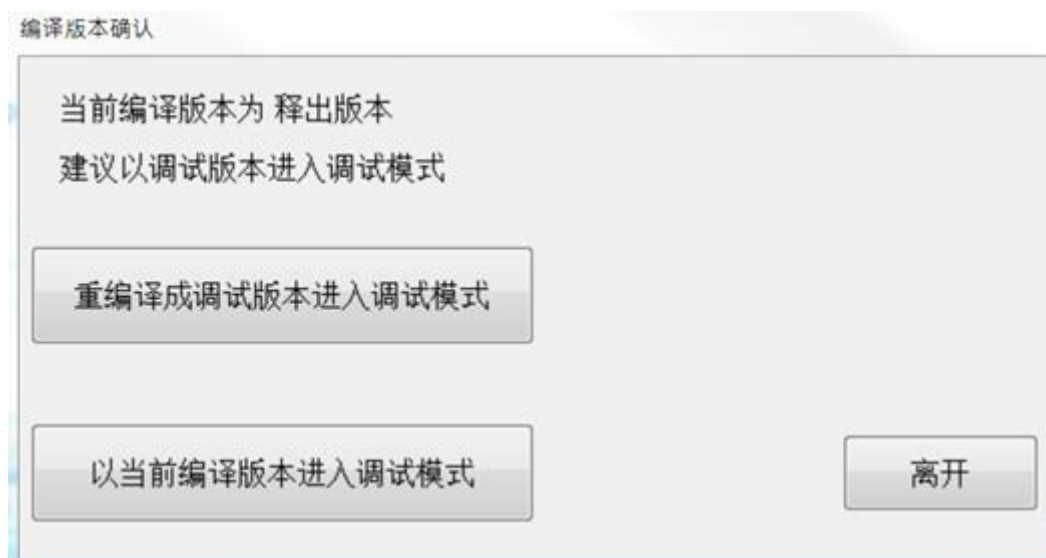 编译版本确认
当前编译版本为 释出版本
建议以调试版本进入调试模式
重编译成调试版本进入调试模式
以当前编译版本进入调试模式
离开